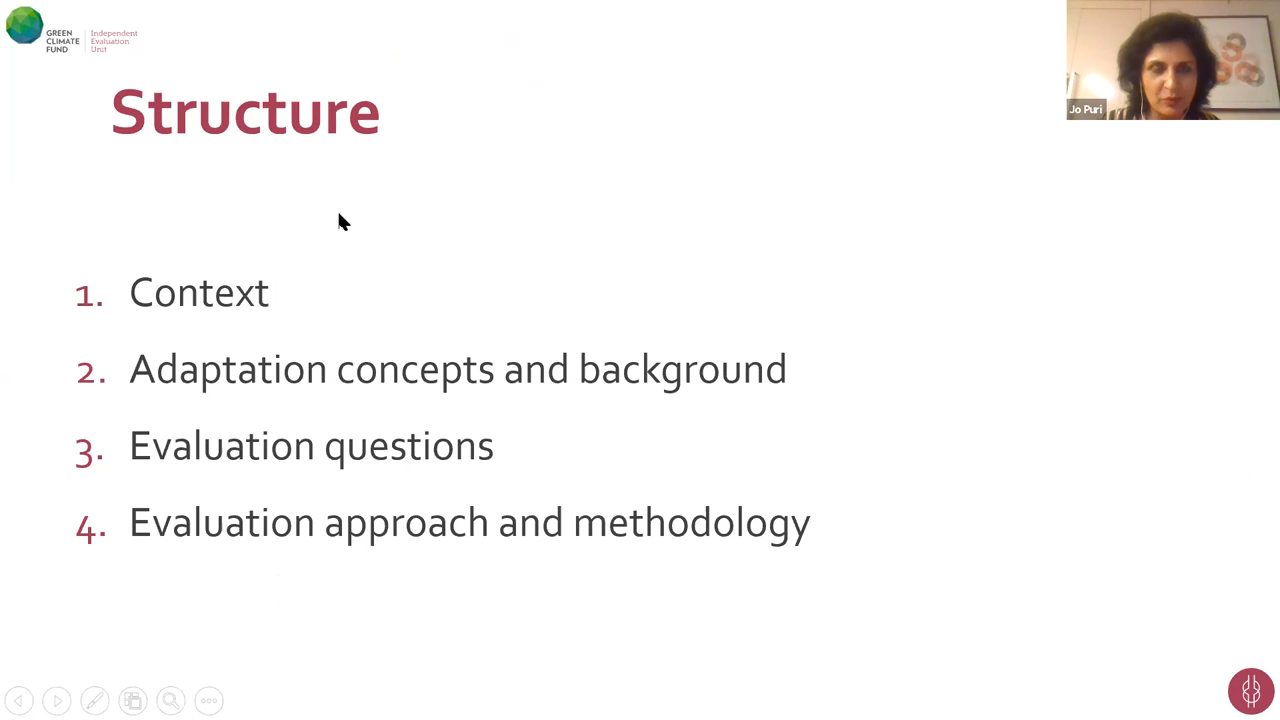 GREEN
CLIMATE
FUND
Independent
Evaluation
Unit
Jo Puri
Structure
1. Context
2. Adaptation concepts and background
3. Evaluation questions
4. Evaluation approach and methodology